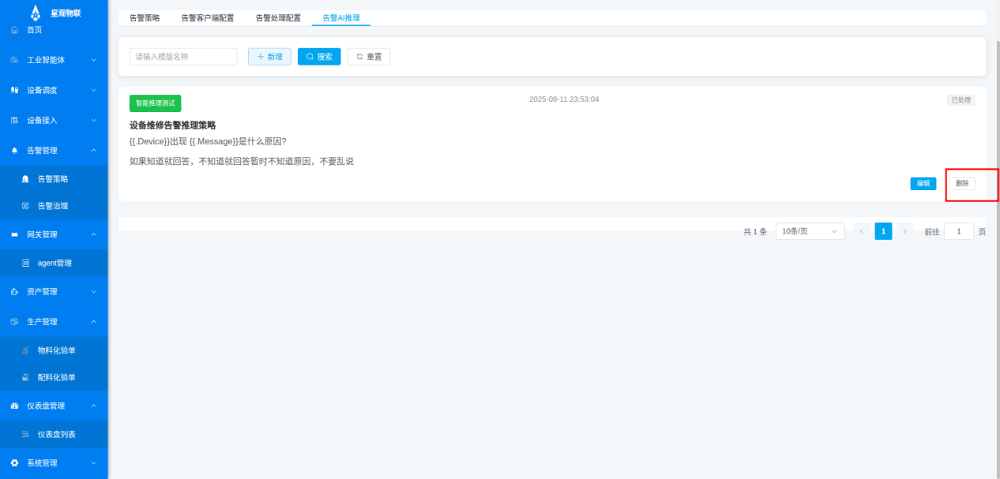 星观物联
首页
工业智能体
设备调度
设备接入
告警管理
告警策略
告警治理
网关管理
agent管理
资产管理
生产管理
物料化验单
配料化验单
仪表盘管理
仪表盘列表
系统管理
告警策略 告警客户端配置 告警处理配置 告警AI推理
请输入模版名称 新增 搜索 重置
智能推理测试 2025-08-11 23:53:04 已处理
设备维修告警推理策略
{{.Device}}出现 {{.Message}}是什么原因?
如果知道就回答，不知道就回答暂时不知道原因，不要乱说
编辑 删除
共 1 条 10条/页 1 前往 1 页